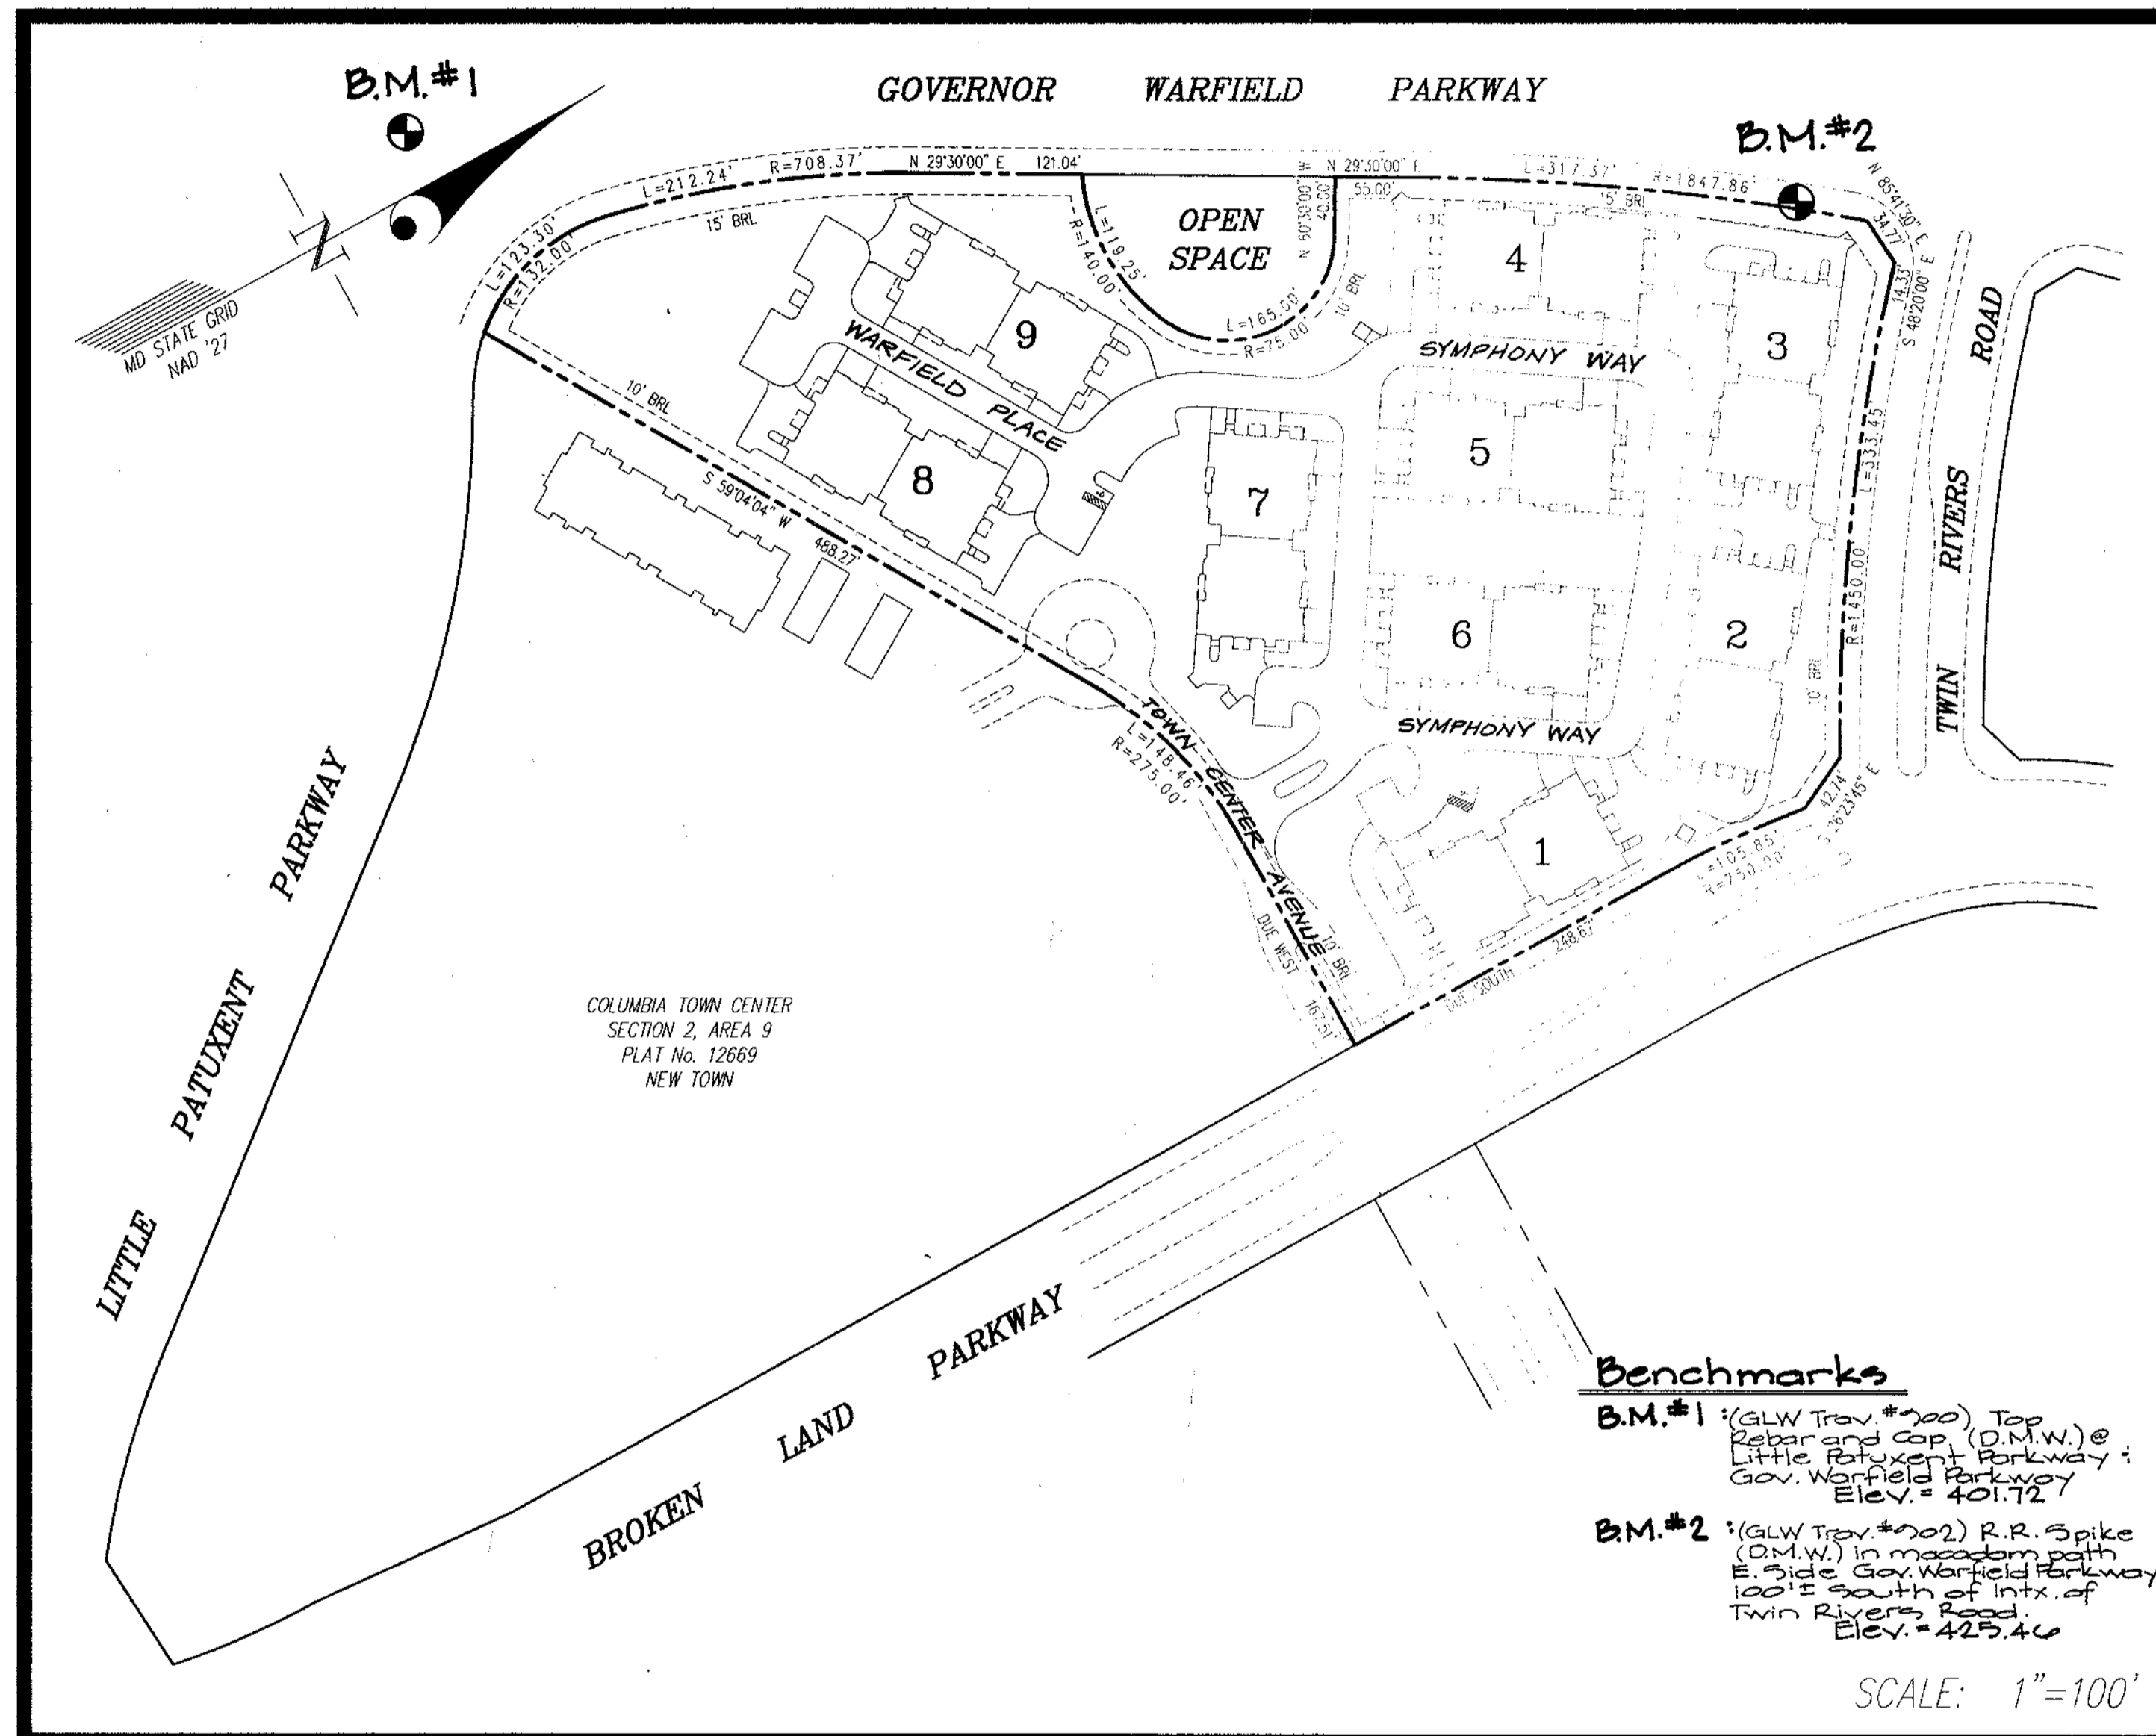 B.M.#1
GOVERNOR WARFIELD PARKWAY
B.M.#2
N
MD STATE GRID
NAD '27
L=123.30'
R=132.00'
L=212.24'
R=708.37'
N 29°30'00" E 121.04'
15' BRL
L=119.25'
R=140.00'
OPEN
SPACE
N 60°30'00" W
40.00'
N 29°30'00" E
55.00'
L=317.37'
R=1847.86'
15' BRL
N 85°41'30" E
34.77'
14.33'
S 48°20'00" E
L=165.00'
R=75.00'
10' BRL
4
3
9
WARFIELD PLACE
SYMPHONY WAY
TWIN RIVERS ROAD
L=333.45'
R=1450.00'
10' BRL
8
7
5
6
2
10' BRL
S 59°04'04" W
488.27'
SYMPHONY WAY
TOWN CENTER AVENUE
L=148.46'
R=275.00'
1
42.74'
L=105.85'
R=750.00'
DUE WEST
167.51'
10' BRL
DUE SOUTH 248.67'
LITTLE PATUXENT PARKWAY
COLUMBIA TOWN CENTER
SECTION 2, AREA 9
PLAT No. 12669
NEW TOWN
BROKEN LAND PARKWAY
Benchmarks
B.M.#1 :(GLW Trav. Top
Rebar and Cap (D.M.W.) @
Little Patuxent Parkway &
Gov. Warfield Parkway
Elev.= 401.72
B.M.#2 :(GLW Trav. R.R. Spike
(D.M.W.) in macadam path
E. Side Gov. Warfield Parkway
100'± South of Intx. of
Twin Rivers Road.
Elev.= 425.46
SCALE: 1"=100'